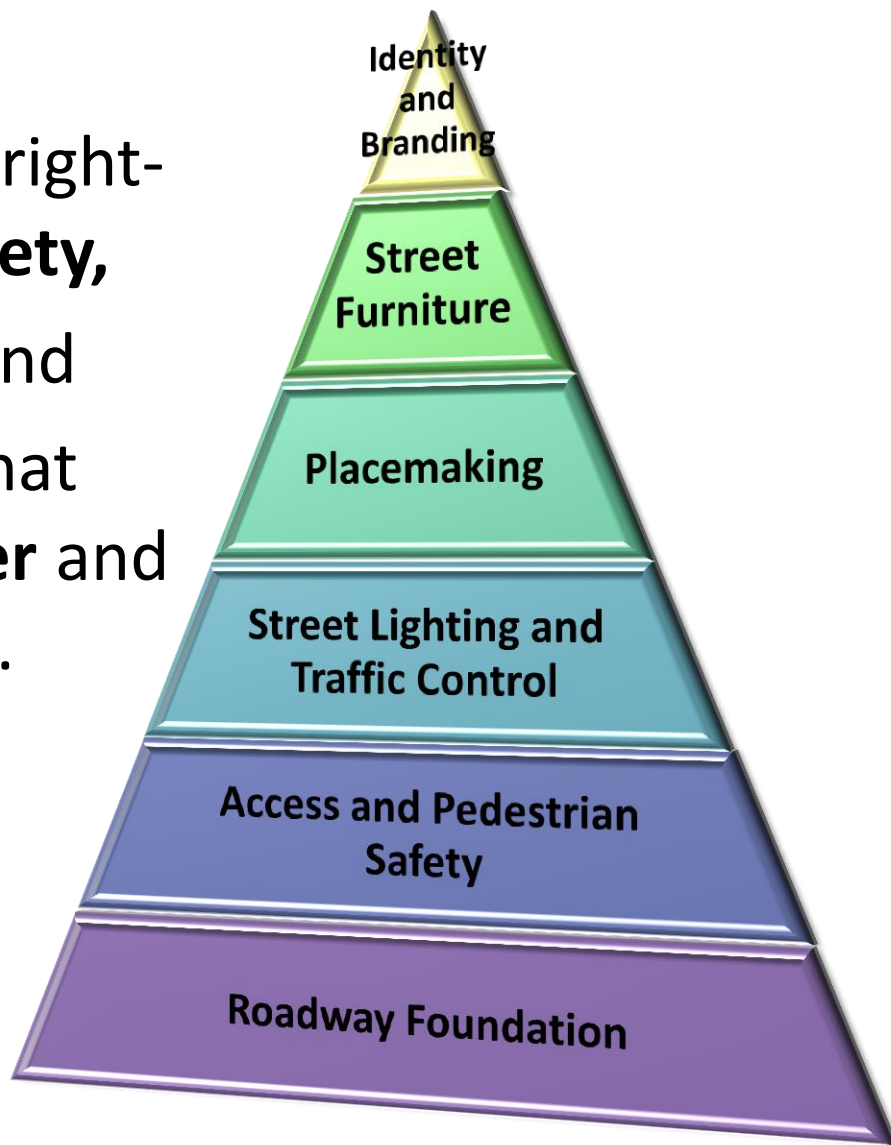 right-
ety,
nd
hat
er and
.
Identity
and
Branding
Street
Furniture
Placemaking
Street Lighting and
Traffic Control
Access and Pedestrian
Safety
Roadway Foundation